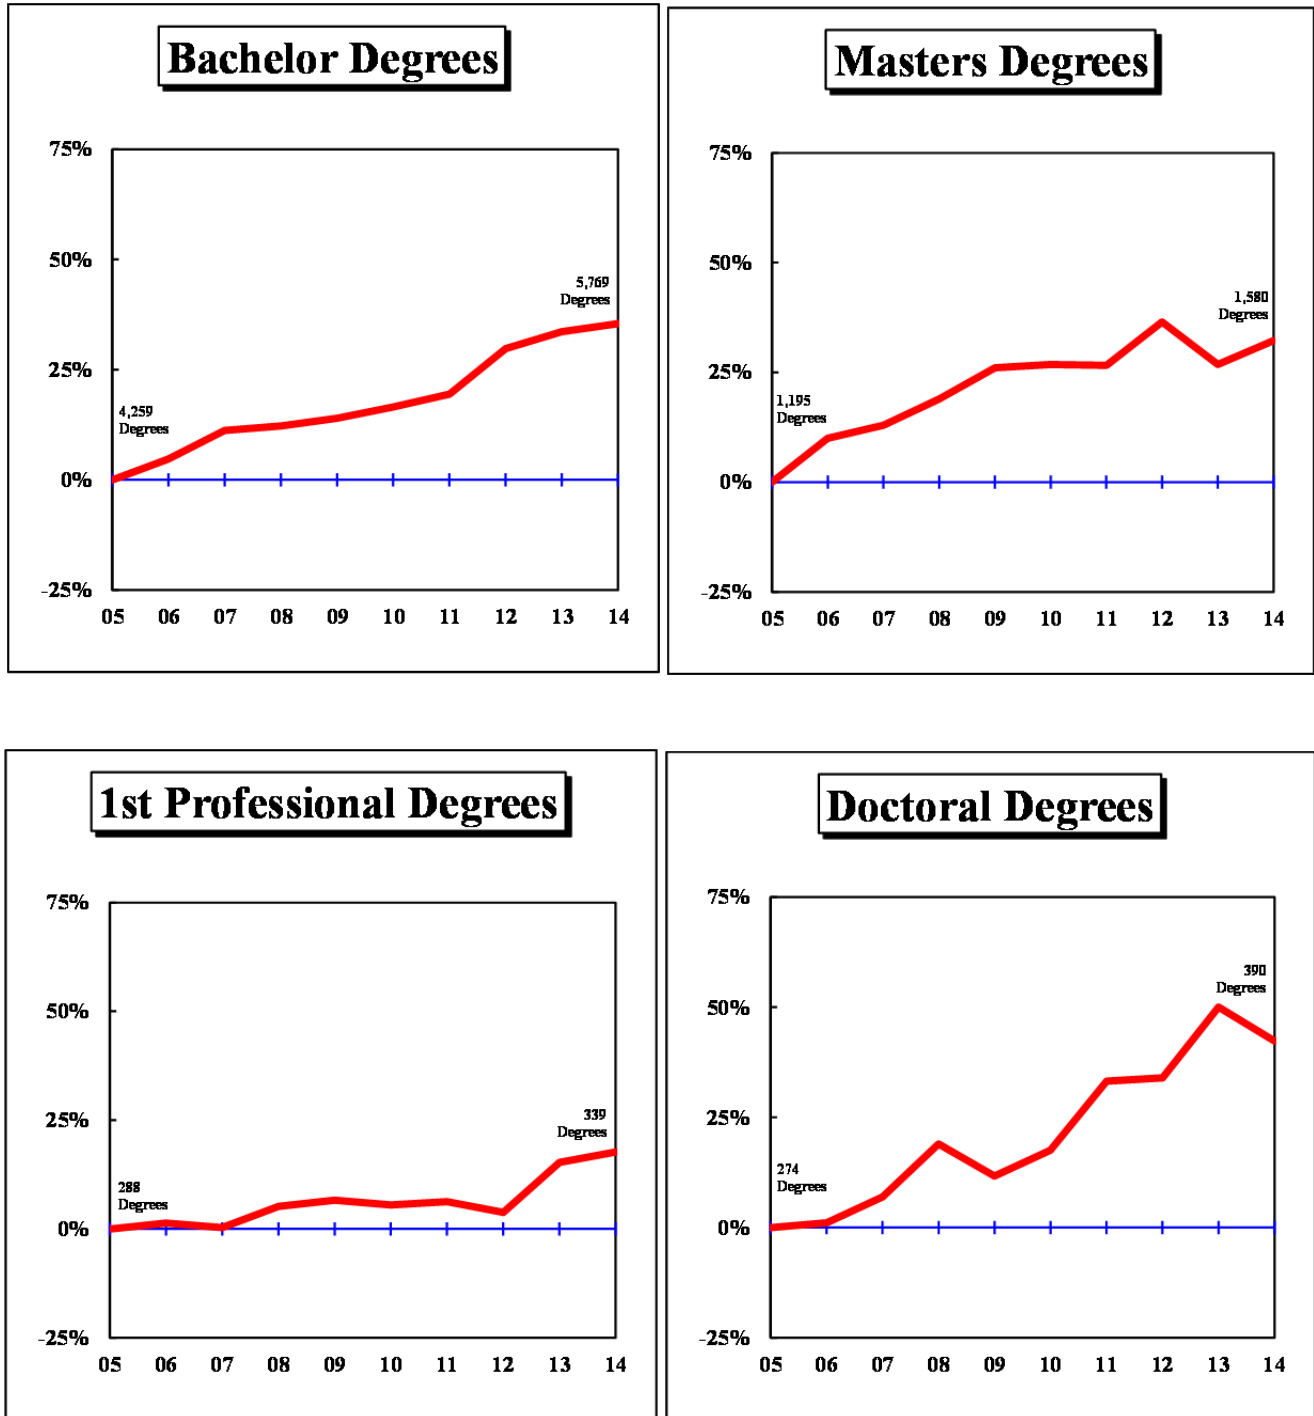 Bachelor Degrees
75%
50%
25%
0%
-25%
4,259
Degrees
5,769
Degrees
05 06 07 08 09 10 11 12 13 14
Masters Degrees
75%
50%
25%
0%
-25%
1,195
Degrees
1,580
Degrees
05 06 07 08 09 10 11 12 13 14
1st Professional Degrees
75%
50%
25%
0%
-25%
288
Degrees
339
Degrees
05 06 07 08 09 10 11 12 13 14
Doctoral Degrees
75%
50%
25%
0%
-25%
274
Degrees
390
Degrees
05 06 07 08 09 10 11 12 13 14